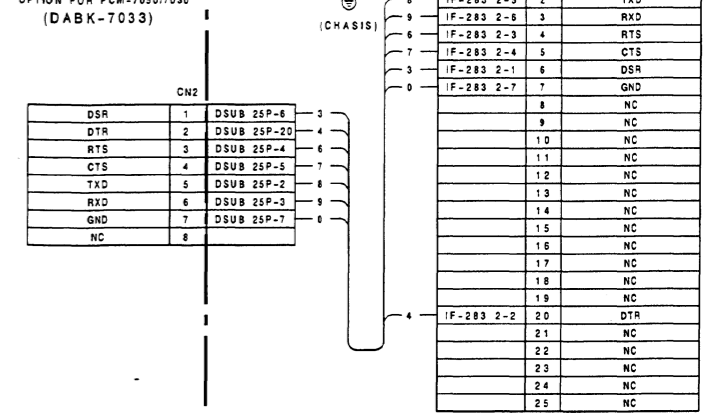 OPTION FOR PCM-7050/7030
(DABK-7033)
CN2
DSR 1 DSUB 25P-6 3
DTR 2 DSUB 25P-20 4
RTS 3 DSUB 25P-4 6
CTS 4 DSUB 25P-5 7
TXD 5 DSUB 25P-2 8
RXD 6 DSUB 25P-3 9
GND 7 DSUB 25P-7 0
NC 8
(CHASIS)
8 IF-283 2-5 2 TXD
9 IF-283 2-6 3 RXD
6 IF-283 2-3 4 RTS
7 IF-283 2-4 5 CTS
3 IF-283 2-1 6 DSR
0 IF-283 2-7 7 GND
8 NC
9 NC
10 NC
11 NC
12 NC
13 NC
14 NC
15 NC
16 NC
17 NC
18 NC
19 NC
4 IF-283 2-2 20 DTR
21 NC
22 NC
23 NC
24 NC
25 NC